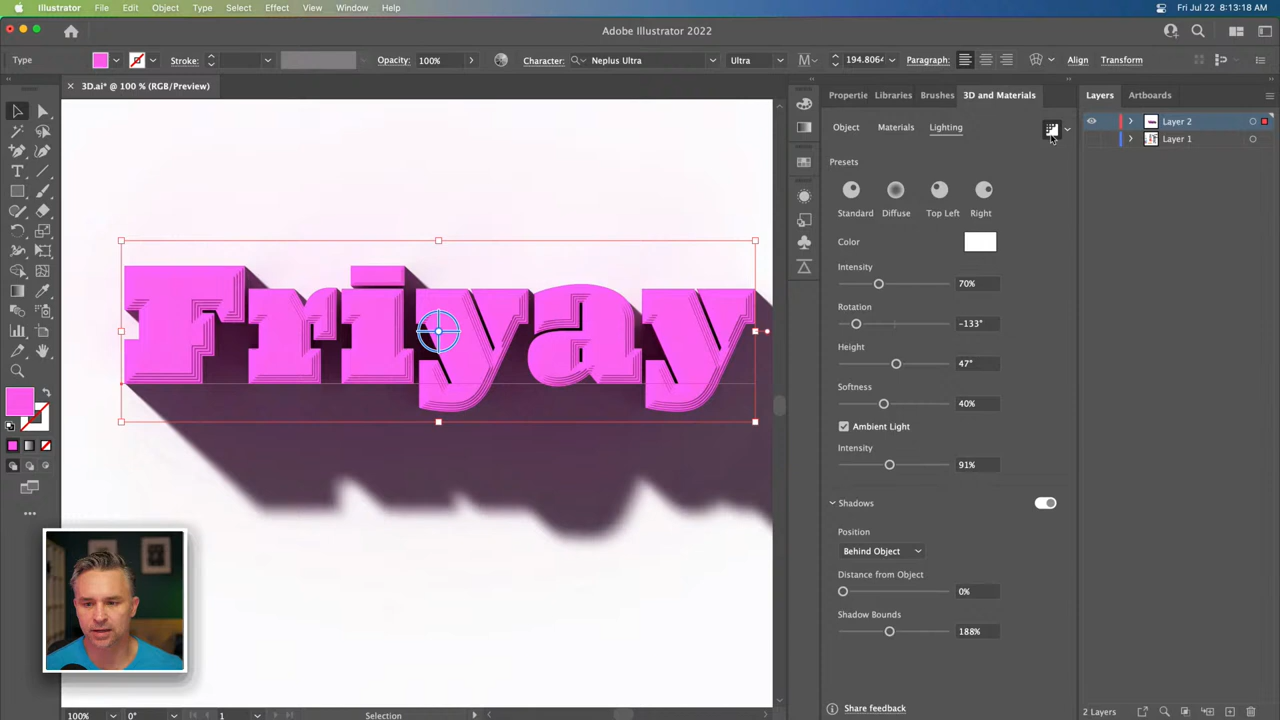 Illustrator File Edit Object Type Select Effect View Window Help
Fri Jul 22 8:13:18 AM
Adobe Illustrator 2022
Type Stroke: Opacity: 100% Character: Neplus Ultra Ultra 194.8064 Paragraph: Align Transform
3D.ai* @ 100 % (RGB/Preview)
Propertie Libraries Brushes 3D and Materials
Layers Artboards
Object Materials Lighting
Layer 2
Layer 1
Presets
Standard Diffuse Top Left Right
Color
Intensity
70%
Rotation
-133°
Height
47°
Softness
40%
Ambient Light
Intensity
91%
Shadows
Position
Behind Object
Distance from Object
0%
Shadow Bounds
188%
Friyay
Share feedback
100% 0° 1 Selection
2 Layers